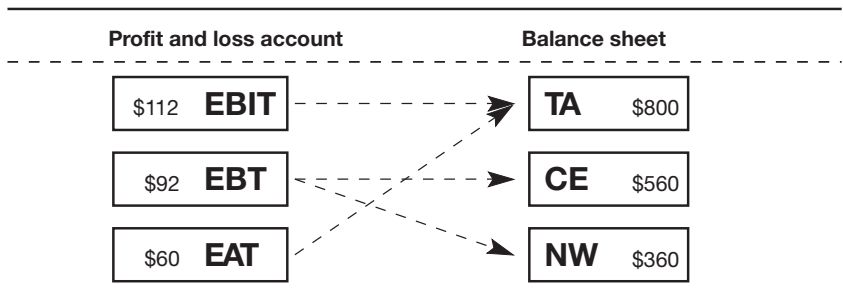 Profit and loss account Balance sheet
$112 EBIT TA $800
$92 EBT CE $560
$60 EAT NW $360